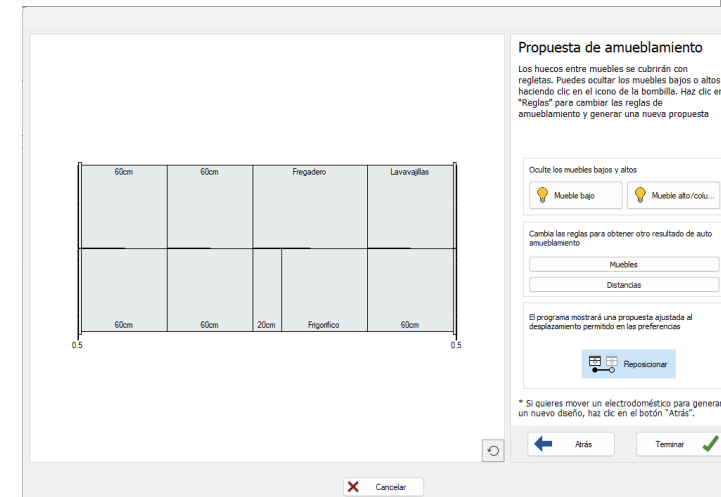 Propuesta de amueblamiento
Los huecos entre muebles se cubrirán con
regletas. Puedes ocultar los muebles bajos o altos
haciendo clic en el icono de la bombilla. Haz clic en
"Reglas" para cambiar las reglas de
amueblamiento y generar una nueva propuesta
60cm 60cm Fregadero Lavavajillas
60cm 60cm 20cm Frigorífico 60cm
0.5 0.5
Oculte los muebles bajos y altos
Mueble bajo Mueble alto/colu...
Cambia las reglas para obtener otro resultado de auto
amueblamiento
Muebles
Distancias
El programa mostrará una propuesta ajustada al
desplazamiento permitido en las preferencias
Reposicionar
* Si quieres mover un electrodoméstico para generar
un nuevo diseño, haz clic en el botón "Atrás".
Atrás Terminar
Cancelar